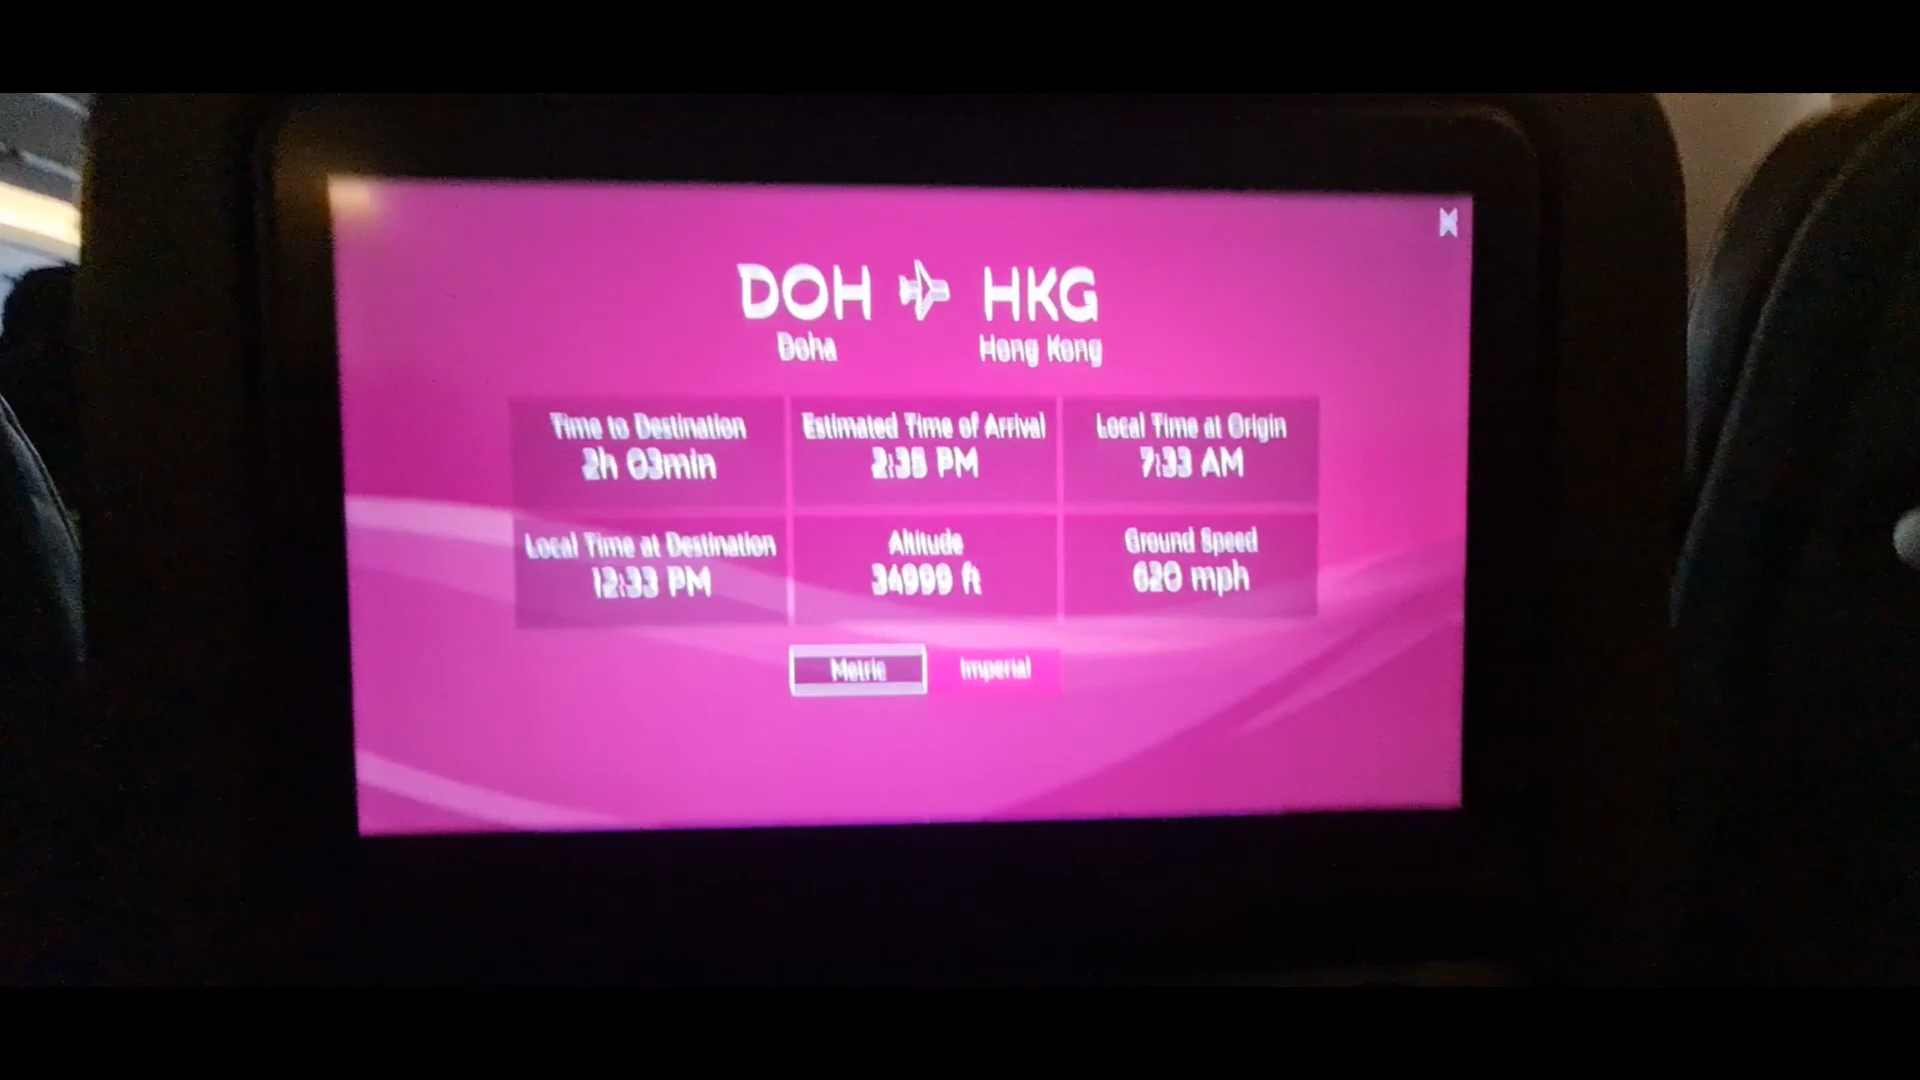 DOH HKG
Doha Hong Kong
Time to Destination
2h 03min
Estimated Time of Arrival
2:36 PM
Local Time at Origin
7:33 AM
Local Time at Destination
12:33 PM
Altitude
34999 ft
Ground Speed
620 mph
Metric Imperial